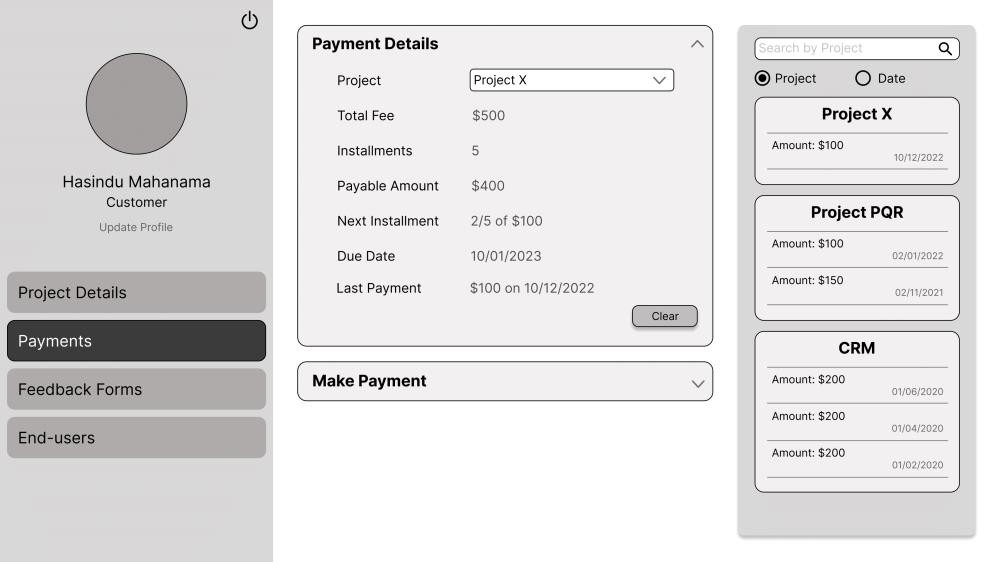 Hasindu Mahanama
Customer
Update Profile
Project Details
Payments
Feedback Forms
End-users
Payment Details
Project Project X
Total Fee $500
Installments 5
Payable Amount $400
Next Installment 2/5 of $100
Due Date 10/01/2023
Last Payment $100 on 10/12/2022
Clear
Make Payment
Search by Project
Project Date
Project X
Amount: $100
10/12/2022
Project PQR
Amount: $100
02/01/2022
Amount: $150
02/11/2021
CRM
Amount: $200
01/06/2020
Amount: $200
01/04/2020
Amount: $200
01/02/2020